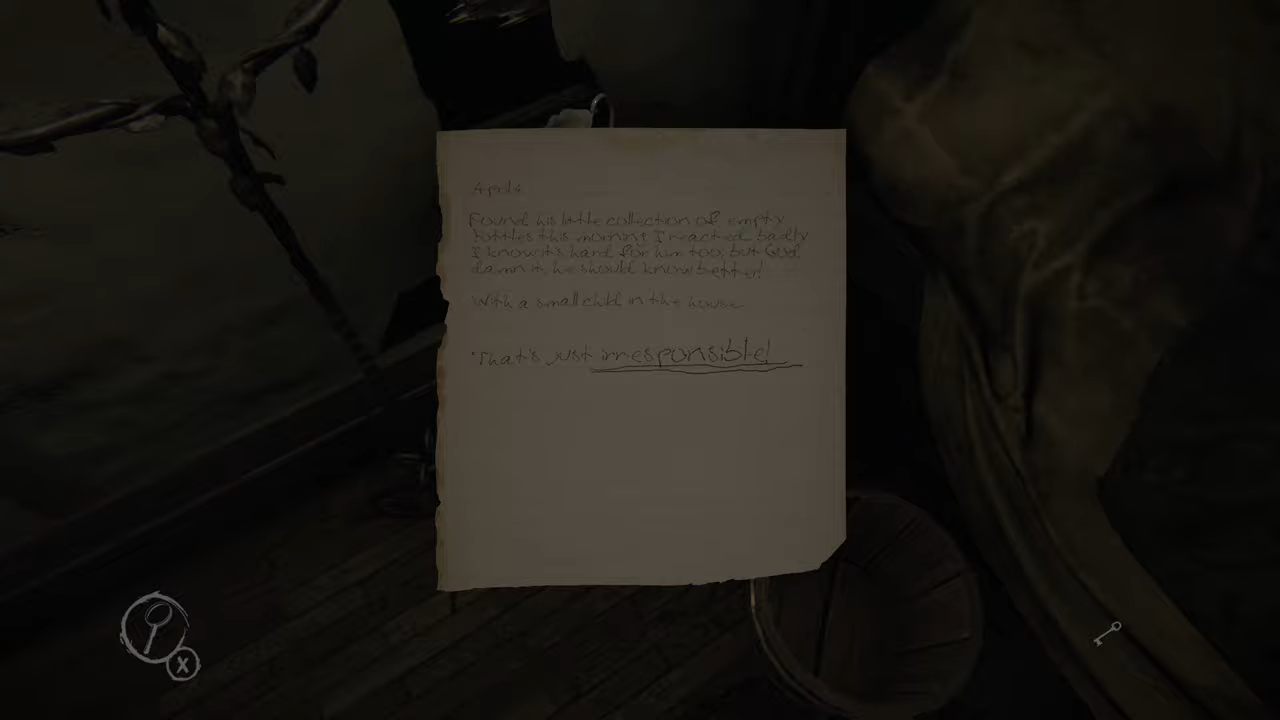 April 4
Found his little collection of empty
bottles this morning I reacted badly
I know it's hard for him too, but God
damn it, he should know better!
With a small child in the house
That's just irresponsible!
X